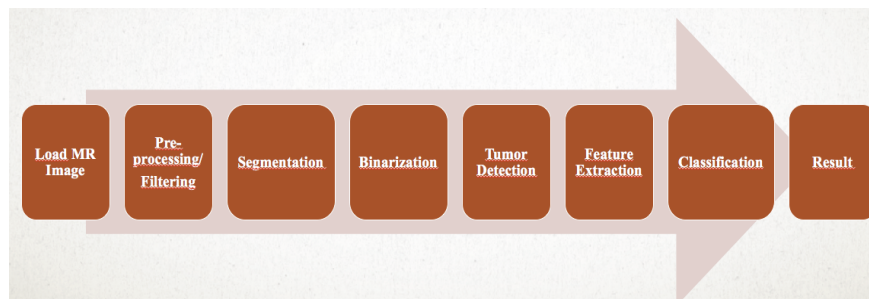 Load MR
Image
Pre-
processing/
Filtering
Segmentation
Binarization
Tumor
Detection
Feature
Extraction
Classification
Result